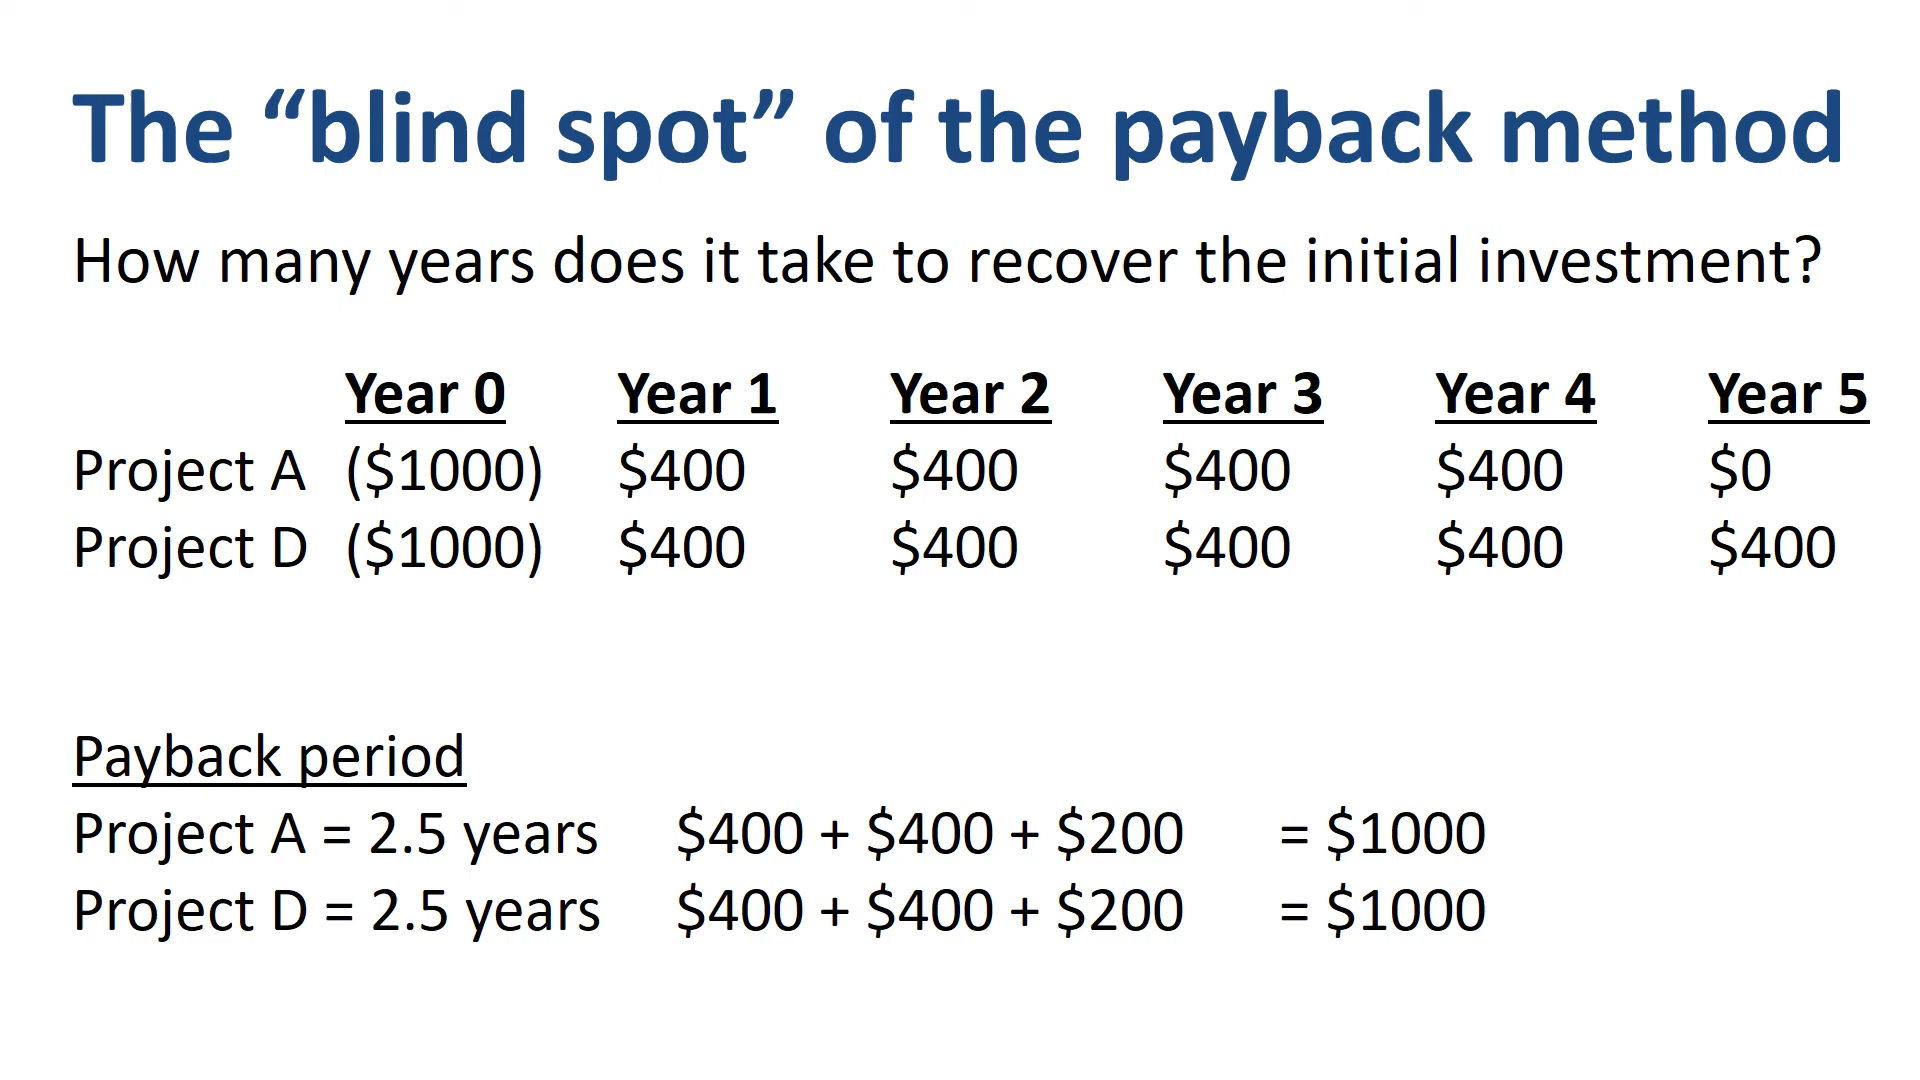 The “blind spot” of the payback method
How many years does it take to recover the initial investment?
Year 0 Year 1 Year 2 Year 3 Year 4 Year 5
Project A ($1000) $400 $400 $400 $400 $0
Project D ($1000) $400 $400 $400 $400 $400
Payback period
Project A = 2.5 years $400 + $400 + $200 = $1000
Project D = 2.5 years $400 + $400 + $200 = $1000